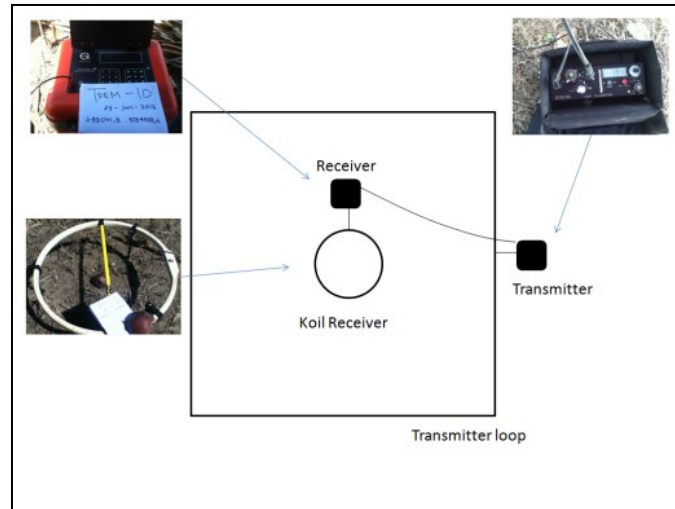 TDEM-10
Receiver
Transmitter
Koil Receiver
Transmitter loop